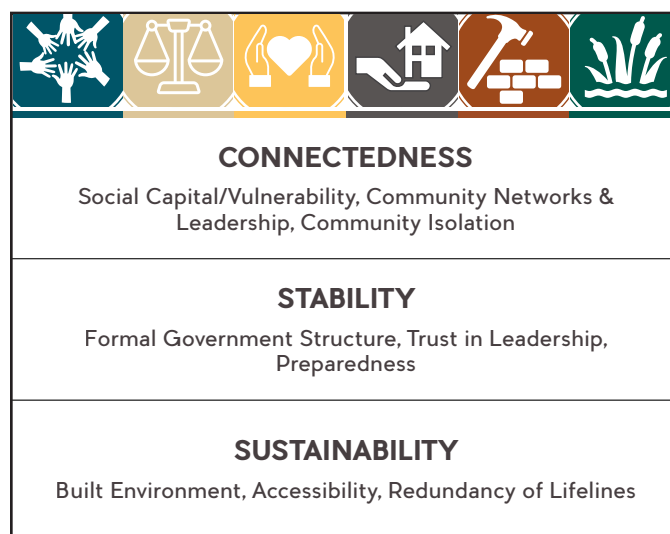 CONNECTEDNESS
Social Capital/Vulnerability, Community Networks &
Leadership, Community Isolation
STABILITY
Formal Government Structure, Trust in Leadership,
Preparedness
SUSTAINABILITY
Built Environment, Accessibility, Redundancy of Lifelines